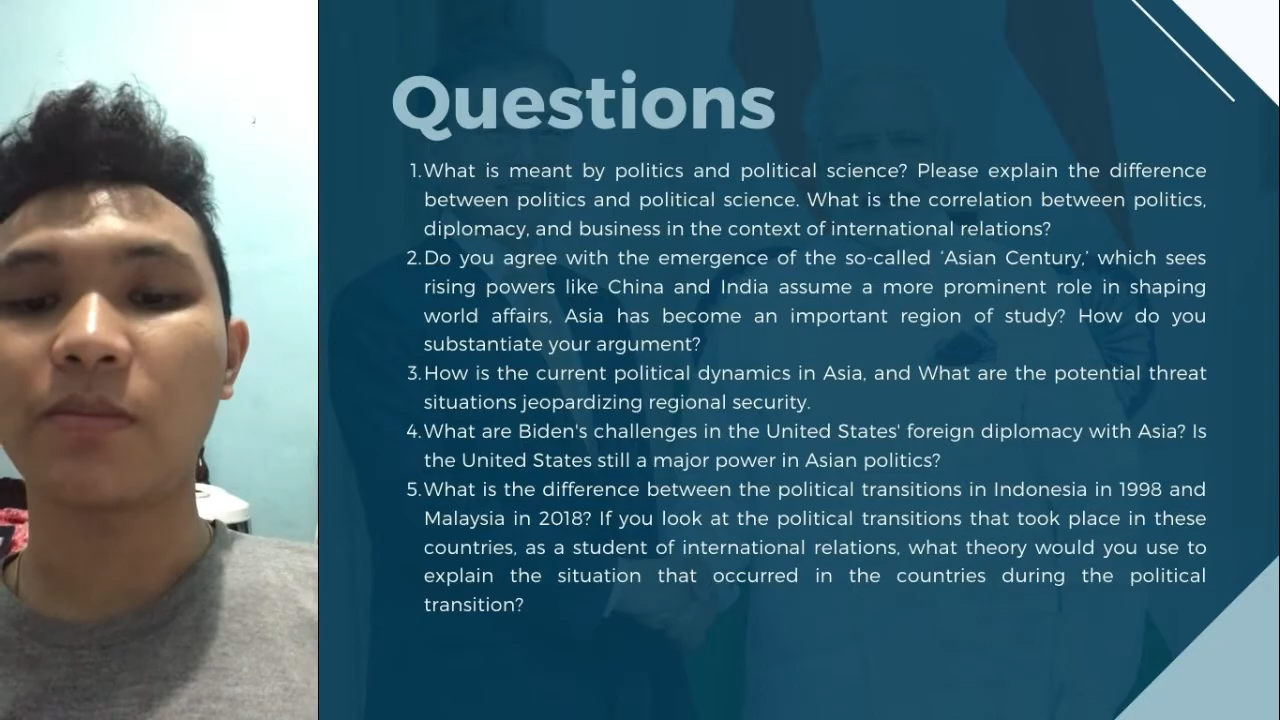 Questions
1. What is meant by politics and political science? Please explain the difference
between politics and political science. What is the correlation between politics,
diplomacy, and business in the context of international relations?
2. Do you agree with the emergence of the so-called ‘Asian Century,’ which sees
rising powers like China and India assume a more prominent role in shaping
world affairs, Asia has become an important region of study? How do you
substantiate your argument?
3. How is the current political dynamics in Asia, and What are the potential threat
situations jeopardizing regional security.
4. What are Biden's challenges in the United States' foreign diplomacy with Asia? Is
the United States still a major power in Asian politics?
5. What is the difference between the political transitions in Indonesia in 1998 and
Malaysia in 2018? If you look at the political transitions that took place in these
countries, as a student of international relations, what theory would you use to
explain the situation that occurred in the countries during the political
transition?